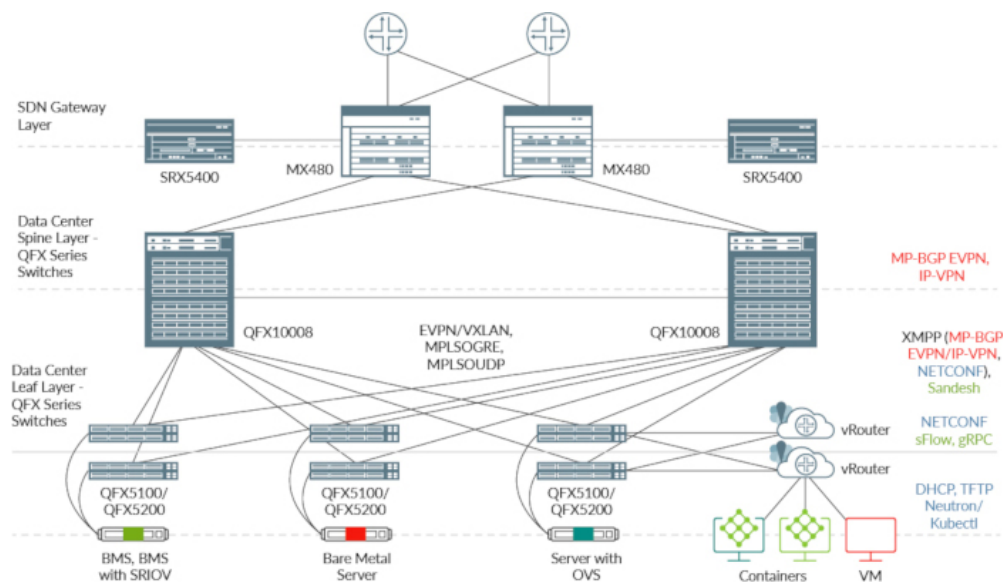 SDN Gateway
Layer
SRX5400
MX480
MX480
SRX5400
Data Center
Spine Layer -
QFX Series
Switches
MP-BGP EVPN,
IP-VPN
QFX10008
EVPN/VXLAN,
MPLSOGRE,
MPLSOUDP
QFX10008
XMPP (MP-BGP
EVPN/IP-VPN,
NETCONF),
Sandesh
Data Center
Leaf Layer -
QFX Series
Switches
vRouter
NETCONF
sFlow, gRPC
vRouter
QFX5100/
QFX5200
QFX5100/
QFX5200
QFX5100/
QFX5200
DHCP, TFTP
Neutron/
Kubectl
BMS, BMS
with SRIOV
Bare Metal
Server
Server with
OVS
Containers
VM